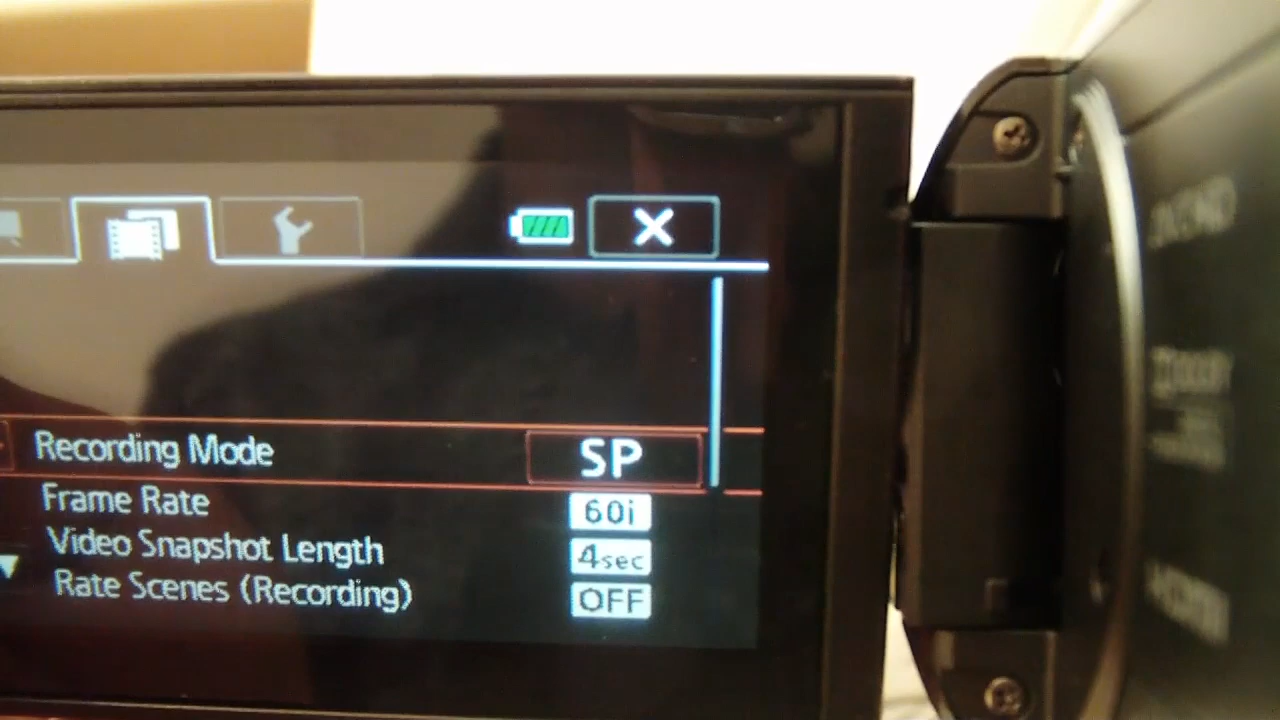 Recording Mode SP
Frame Rate 60i
Video Snapshot Length 4sec
Rate Scenes (Recording) OFF